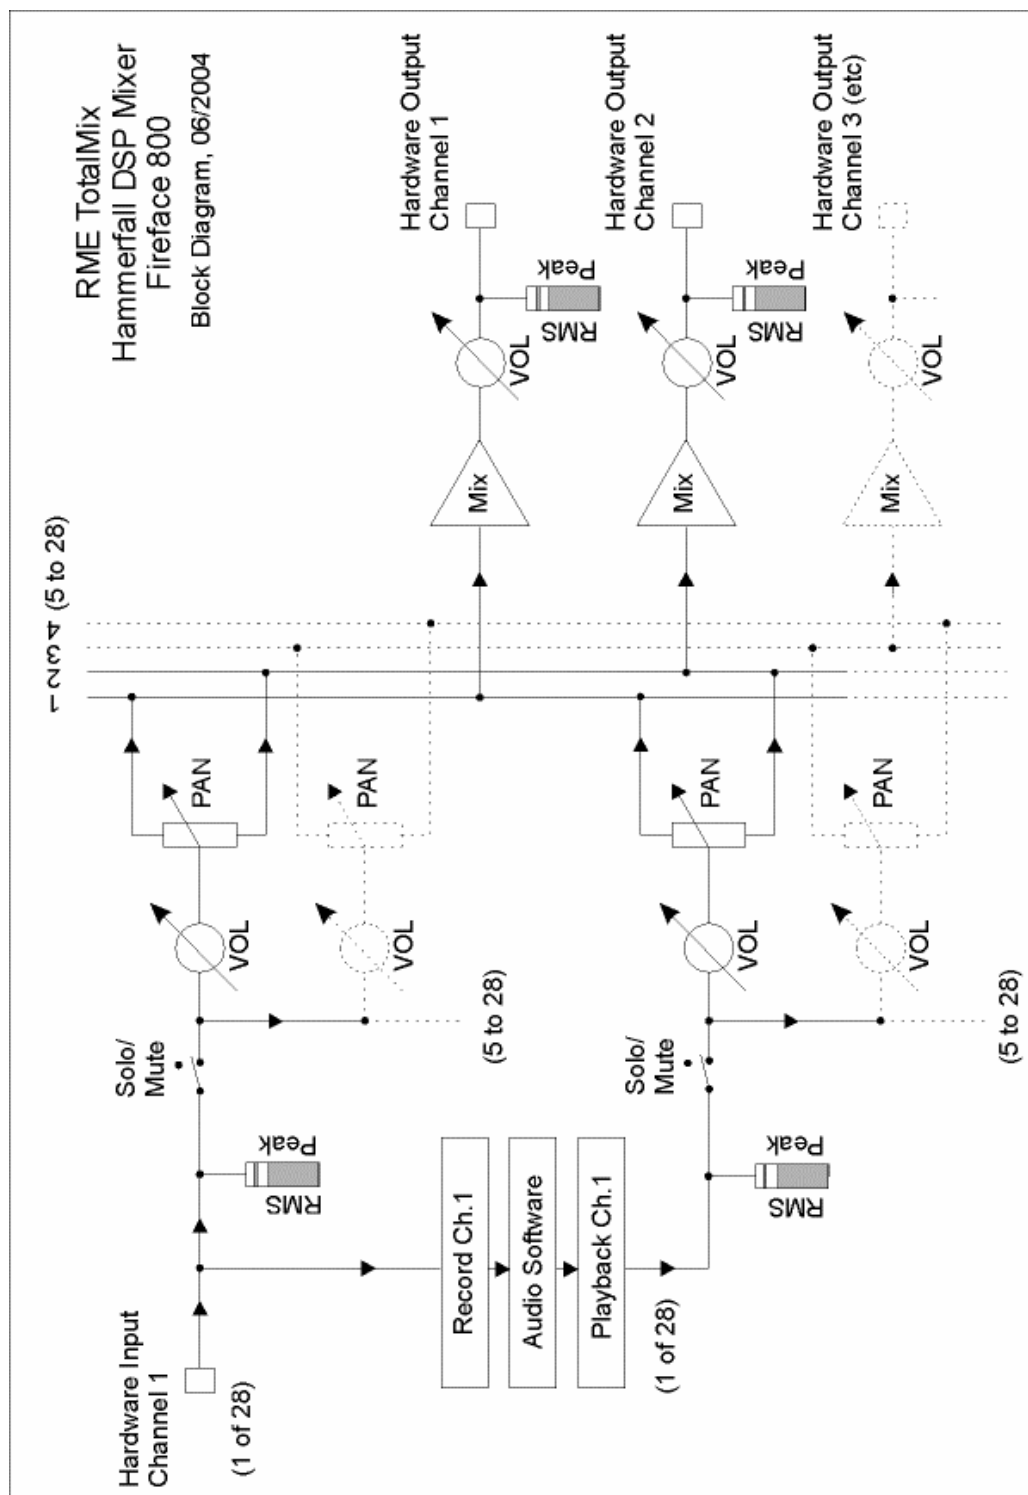 RME TotalMix
Hammerfall DSP Mixer
Fireface 800
Block Diagram, 06/2004
Hardware Input
Channel 1
(1 of 28)
Peak
RMS
Solo/
Mute
VOL
PAN
VOL
PAN
(5 to 28)
1 2 3 4 (5 to 28)
Record Ch.1
Audio Software
Playback Ch.1
(1 of 28)
Peak
RMS
Solo/
Mute
VOL
PAN
VOL
PAN
(5 to 28)
Mix
VOL
Peak
RMS
Hardware Output
Channel 1
Mix
VOL
Peak
RMS
Hardware Output
Channel 2
Mix
VOL
Hardware Output
Channel 3 (etc)